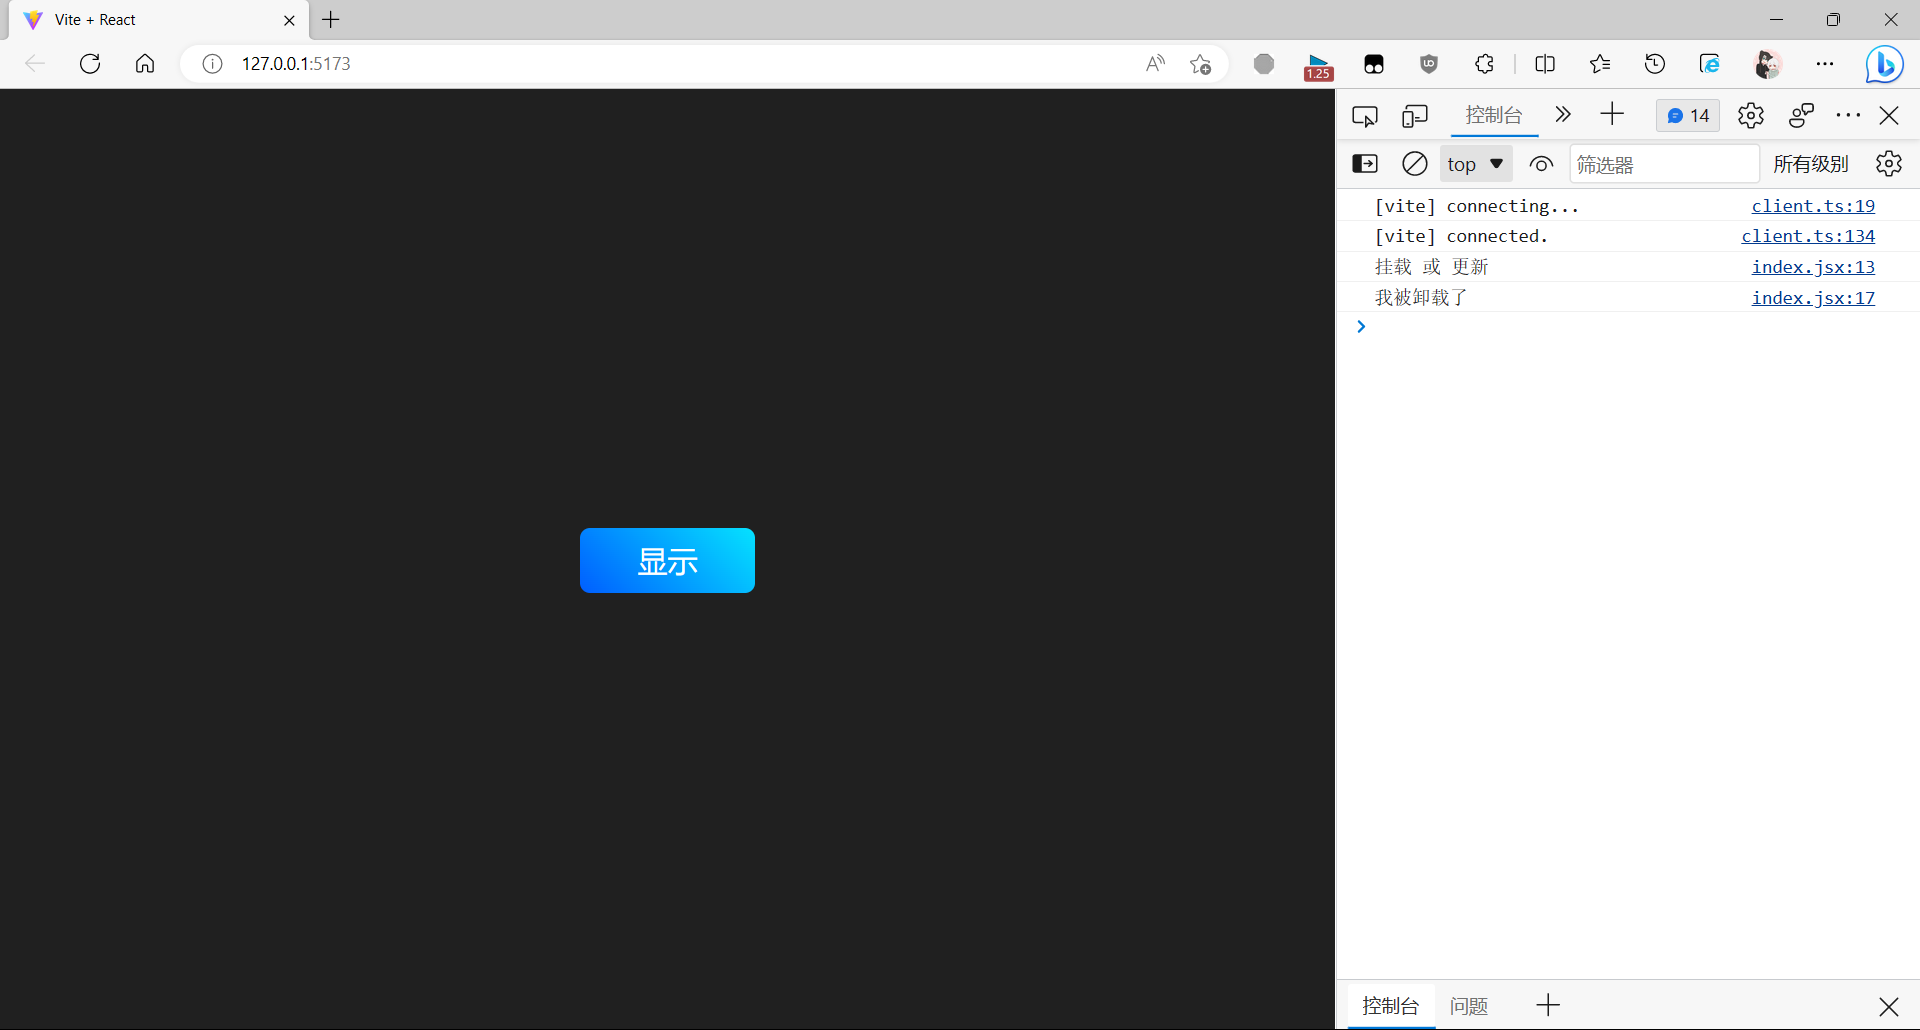 Vite + React
127.0.0.1:5173
1.25
控制台
14
top
筛选器
所有级别
[vite] connecting... client.ts:19
[vite] connected. client.ts:134
挂载 或 更新 index.jsx:13
我被卸载了 index.jsx:17
显示
控制台 问题